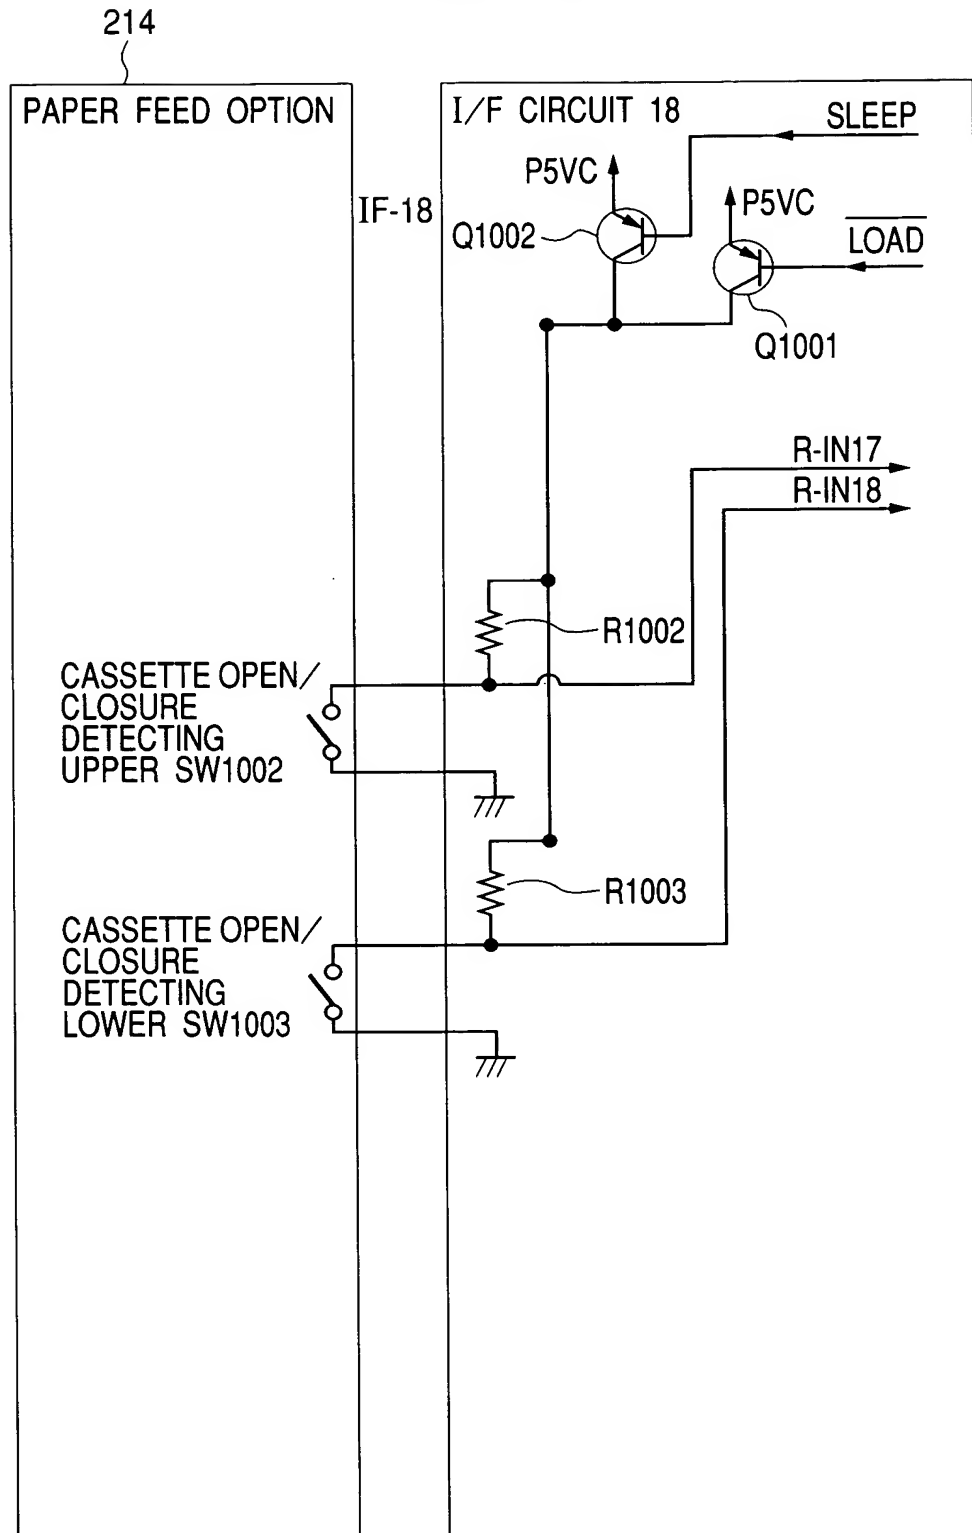 214
PAPER FEED OPTION
I/F CIRCUIT 18
SLEEP
P5VC
IF-18
P5VC
Q1002
LOAD
Q1001
R-IN17
R-IN18
R1002
CASSETTE OPEN/
CLOSURE
DETECTING
UPPER SW1002
R1003
CASSETTE OPEN/
CLOSURE
DETECTING
LOWER SW1003